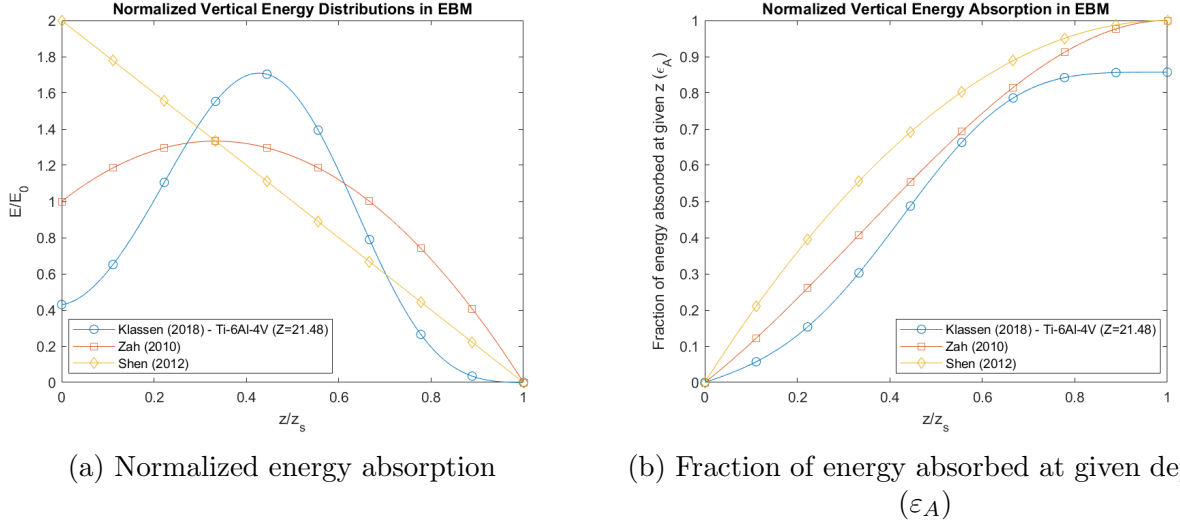 Normalized Vertical Energy Distributions in EBM
2
1.8
1.6
1.4
1.2
1
0.8
0.6
0.4
0.2
0
E/E0
Klassen (2018) - Ti-6Al-4V (Z=21.48)
Zah (2010)
Shen (2012)
0 0.2 0.4 0.6 0.8 1
z/zs
(a) Normalized energy absorption
Normalized Vertical Energy Absorption in EBM
1
0.9
0.8
0.7
0.6
0.5
0.4
0.3
0.2
0.1
0
Fraction of energy absorbed at given z (ϵA)
Klassen (2018) - Ti-6Al-4V (Z=21.48)
Zah (2010)
Shen (2012)
0 0.2 0.4 0.6 0.8 1
z/zs
(b) Fraction of energy absorbed at given
(εA)